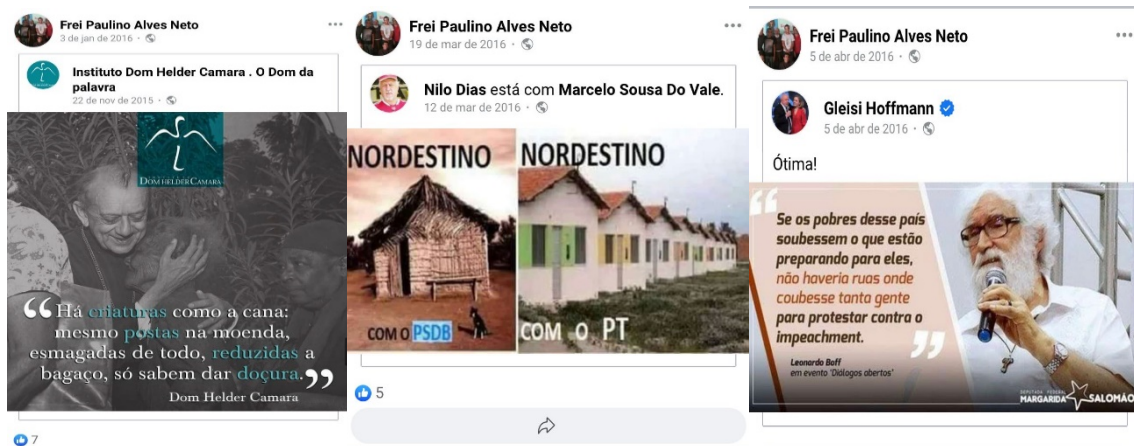 Frei Paulino Alves Neto
3 de jan de 2016
Instituto Dom Helder Camara . O Dom da
palavra
22 de nov de 2015
DOM HELDER CAMARA
“Há criaturas como a cana:
mesmo postas na moenda,
esmagadas de todo, reduzidas a
bagaço, só sabem dar doçura.”
Dom Helder Camara
7
Frei Paulino Alves Neto
19 de mar de 2016
Nilo Dias está com Marcelo Sousa Do Vale.
12 de mar de 2016
NORDESTINO
COM O PSDB
NORDESTINO
COM O PT
5
Frei Paulino Alves Neto
5 de abr de 2016
Gleisi Hoffmann
5 de abr de 2016
Ótima!
“Se os pobres desse país
soubessem o que estão
preparando para eles,
não haveria ruas onde
coubesse tanta gente
para protestar contra o
impeachment.”
Leonardo Boff
em evento 'Diálogos abertos'
DEPUTADA FEDERAL
MARGARIDA SALOMÃO